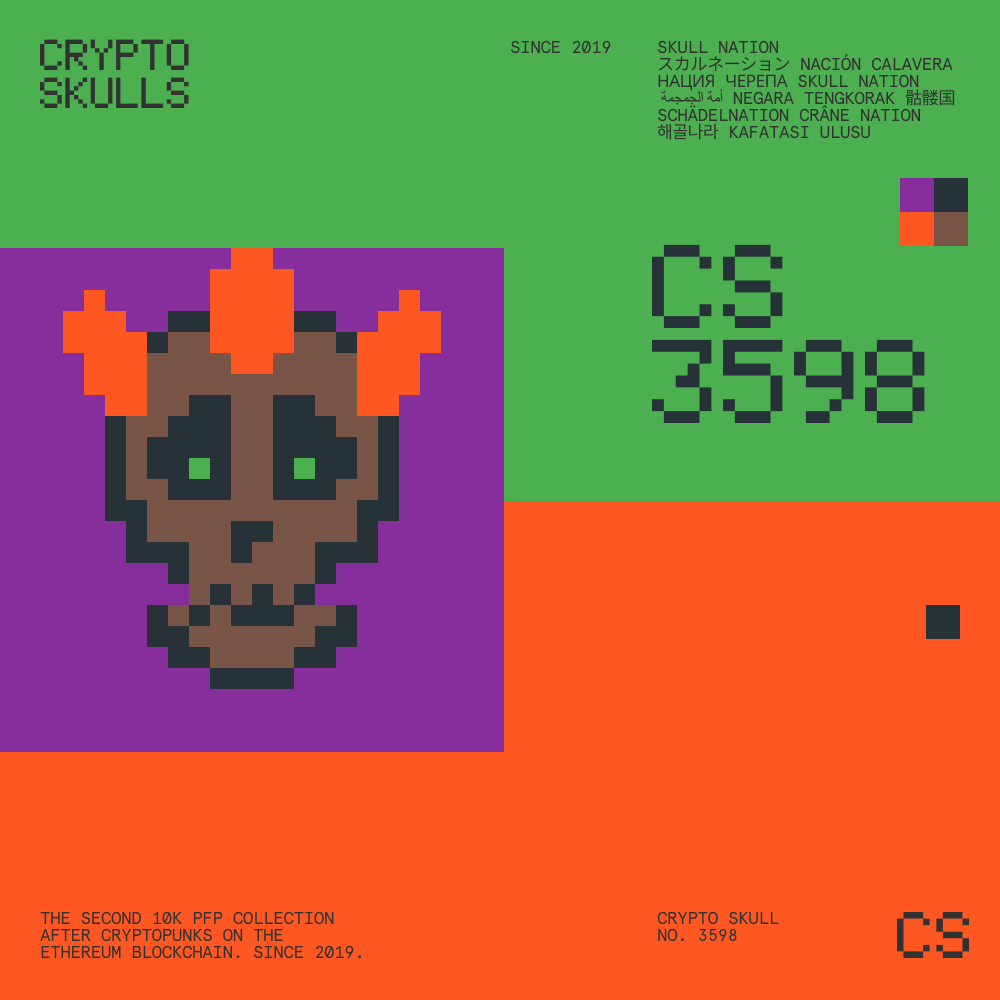 CRYPTO
SKULLS
SINCE 2019
SKULL NATION
スカルネーション NACIÓN CALAVERA
НАЦИЯ ЧЕРЕПА SKULL NATION
أمة الجمجمة NEGARA TENGKORAK 骷髅国
SCHÄDELNATION CRÂNE NATION
해골나라 KAFATASI ULUSU
CS
3598
THE SECOND 10K PFP COLLECTION
AFTER CRYPTOPUNKS ON THE
ETHEREUM BLOCKCHAIN. SINCE 2019.
CRYPTO SKULL
NO. 3598
CS